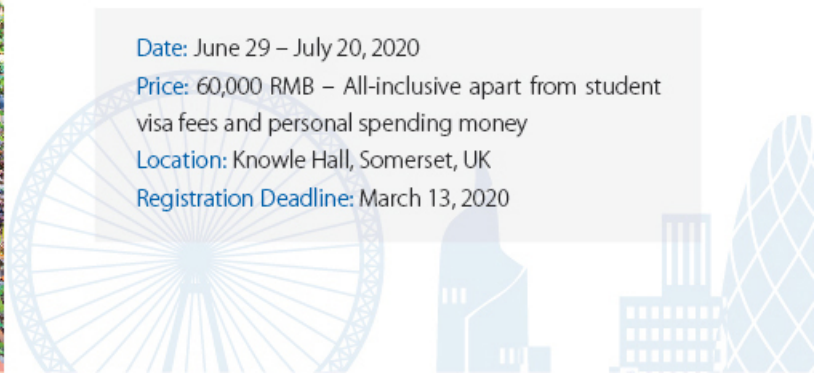 Date: June 29 – July 20, 2020
Price: 60,000 RMB – All-inclusive apart from student
visa fees and personal spending money
Location: Knowle Hall, Somerset, UK
Registration Deadline: March 13, 2020